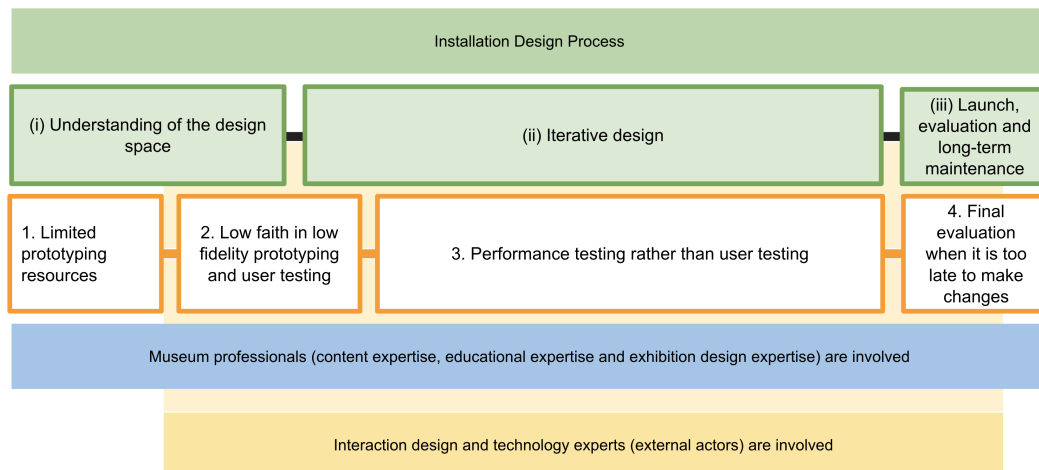 Installation Design Process
(i) Understanding of the design
space
(ii) Iterative design
(iii) Launch,
evaluation and
long-term
maintenance
1. Limited
prototyping
resources
2. Low faith in low
fidelity prototyping
and user testing
3. Performance testing rather than user testing
4. Final
evaluation
when it is too
late to make
changes
Museum professionals (content expertise, educational expertise and exhibition design expertise) are involved
Interaction design and technology experts (external actors) are involved